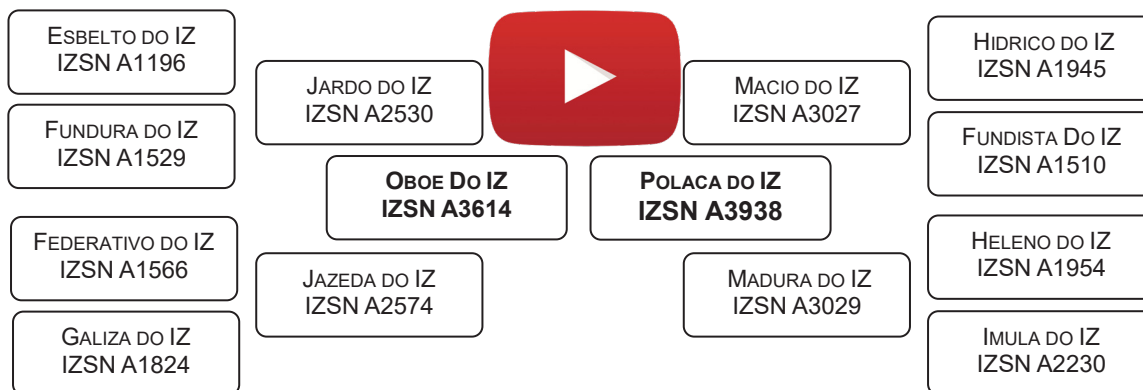 ESBELTO DO IZ
IZSN A1196
FUNDURA DO IZ
IZSN A1529
FEDERATIVO DO IZ
IZSN A1566
GALIZA DO IZ
IZSN A1824
JARDO DO IZ
IZSN A2530
JAZEDA DO IZ
IZSN A2574
OBOE DO IZ
IZSN A3614
POLACA DO IZ
IZSN A3938
MACIO DO IZ
IZSN A3027
MADURA DO IZ
IZSN A3029
HIDRICO DO IZ
IZSN A1945
FUNDISTA DO IZ
IZSN A1510
HELENO DO IZ
IZSN A1954
IMULA DO IZ
IZSN A2230